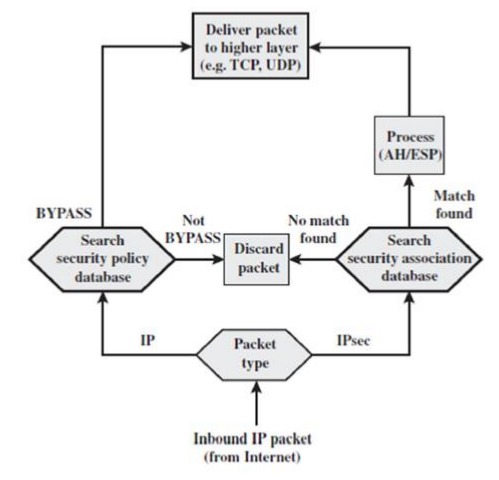 Deliver packet
to higher layer
(e.g. TCP, UDP)
Process
(AH/ESP)
BYPASS
Match
found
Not
BYPASS
No match
found
Search
security policy
database
Discard
packet
Search
security association
database
IP
Packet
type
IPsec
Inbound IP packet
(from Internet)